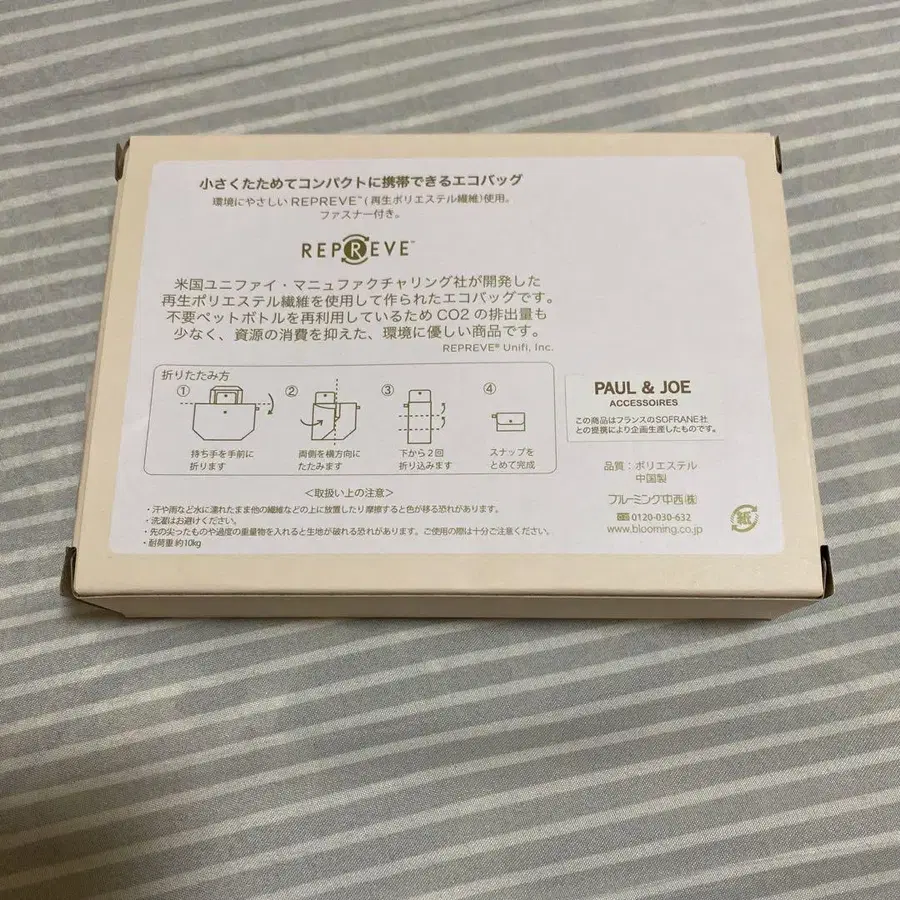 小さくたためてコンパクトに携帯できるエコバッグ
環境にやさしい REPREVE™(再生ポリエステル繊維)使用。
ファスナー付き。
REPREVE™
米国ユニファイ・マニュファクチャリング社が開発した
再生ポリエステル繊維を使用して作られたエコバッグです。
不要ペットボトルを再利用しているため CO2 の排出量も
少なく、資源の消費を抑えた、環境に優しい商品です。
REPREVE® Unifi, Inc.
折りたたみ方
①
持ち手を手前に
折ります
②
両側を横方向に
たたみます
③
下から2回
折り込みます
④
スナップを
とめて完成
<取扱い上の注意>
・汗や雨など水に濡れたまま他の繊維などの上に放置したり摩擦すると色が移る恐れがあります。
・洗濯はお避けください。
・先の尖ったものや過度の重量物を入れると生地が破れる恐れがあります。ご使用の際は十分ご注意ください。
・耐荷重 約10kg
PAUL & JOE
ACCESSOIRES
この商品はフランスのSOFRANE社
との提携により企画生産したものです。
品質：ポリエステル
中国製
ブルーミング中西(株)
0120-030-632
www.blooming.co.jp
紙